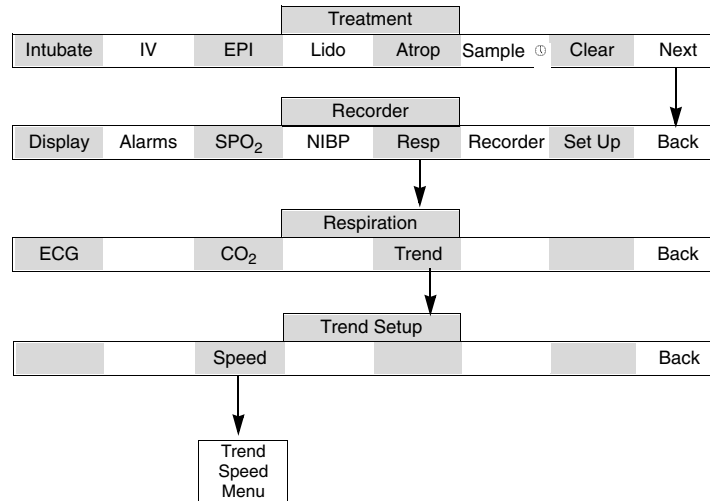 Treatment
Intubate IV EPI Lido Atrop Sample Clear Next
Recorder
Display Alarms SPO2 NIBP Resp Recorder Set Up Back
Respiration
ECG CO2 Trend Back
Trend Setup
Speed Back
Trend
Speed
Menu